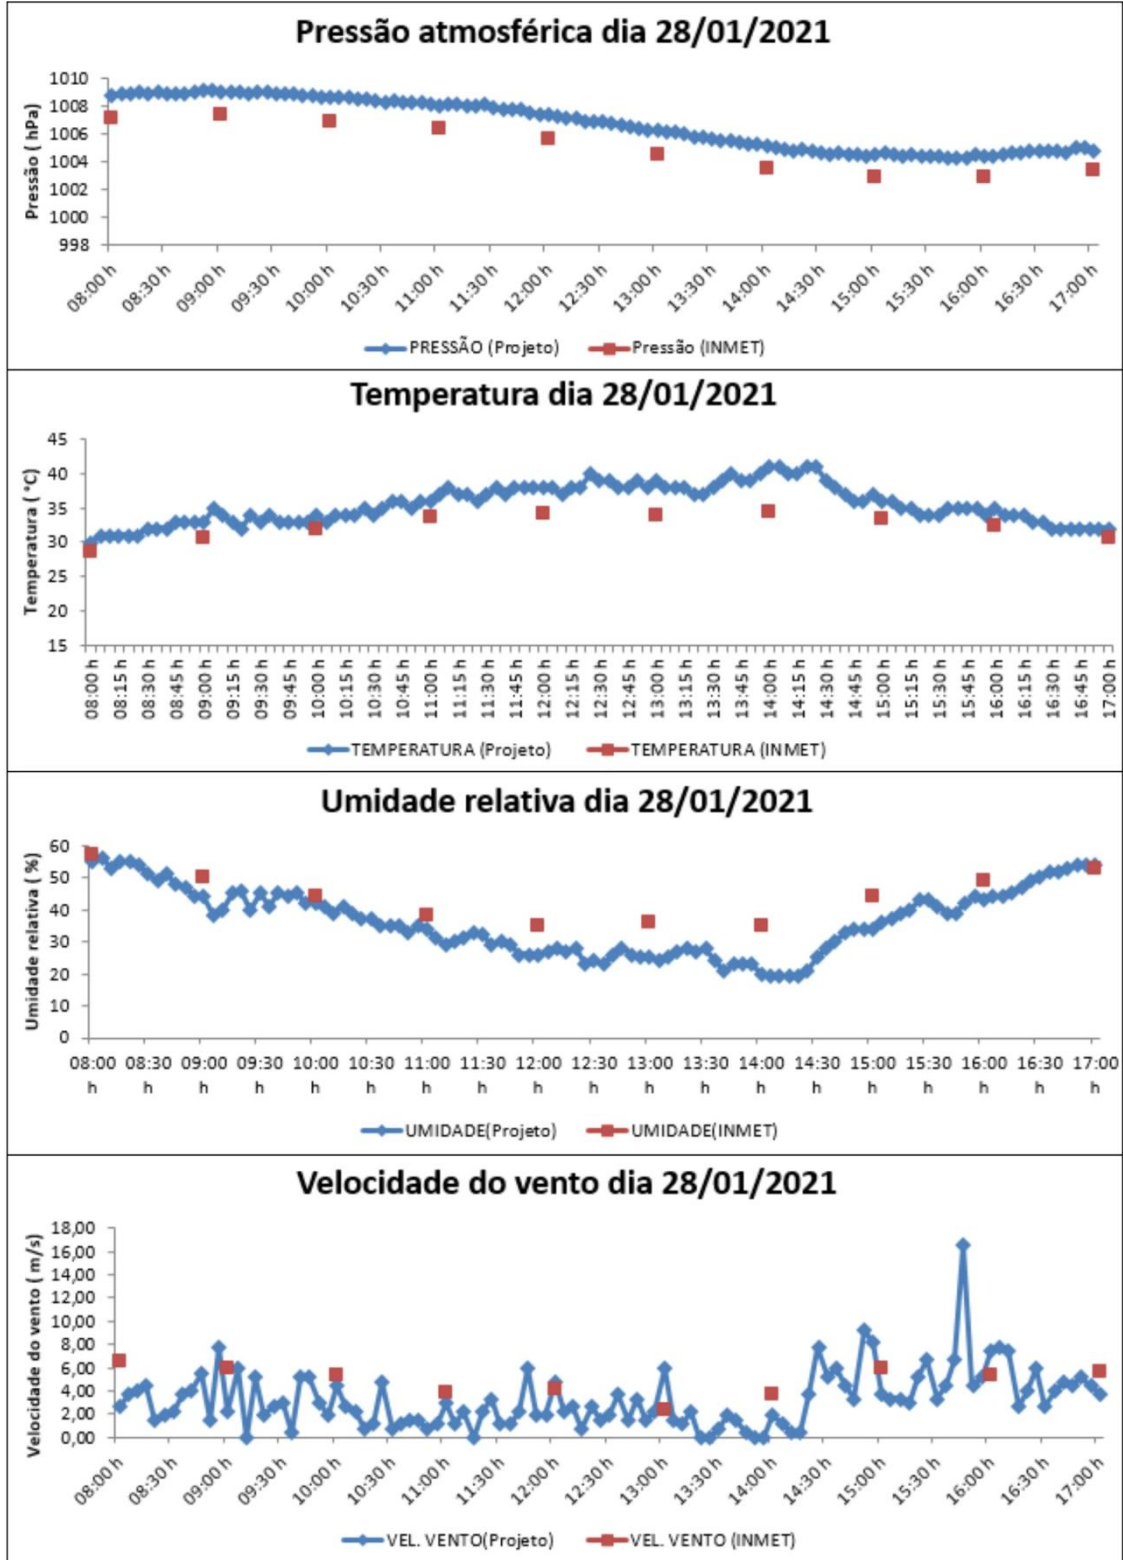 Pressão atmosférica dia 28/01/2021
Pressão ( hPa)
1010
1008
1006
1004
1002
1000
998
08:00 h 08:30 h 09:00 h 09:30 h 10:00 h 10:30 h 11:00 h 11:30 h 12:00 h 12:30 h 13:00 h 13:30 h 14:00 h 14:30 h 15:00 h 15:30 h 16:00 h 16:30 h 17:00 h
PRESSÃO (Projeto) Pressão (INMET)
Temperatura dia 28/01/2021
Temperatura ( °C)
45
40
35
30
25
20
15
08:00 h 08:15 h 08:30 h 08:45 h 09:00 h 09:15 h 09:30 h 09:45 h 10:00 h 10:15 h 10:30 h 10:45 h 11:00 h 11:15 h 11:30 h 11:45 h 12:00 h 12:15 h 12:30 h 12:45 h 13:00 h 13:15 h 13:30 h 13:45 h 14:00 h 14:15 h 14:30 h 14:45 h 15:00 h 15:15 h 15:30 h 15:45 h 16:00 h 16:15 h 16:30 h 16:45 h 17:00 h
TEMPERATURA (Projeto) TEMPERATURA (INMET)
Umidade relativa dia 28/01/2021
Umidade relativa ( %)
60
50
40
30
20
10
0
08:00 08:30 09:00 09:30 10:00 10:30 11:00 11:30 12:00 12:30 13:00 13:30 14:00 14:30 15:00 15:30 16:00 16:30 17:00
h h h h h h h h h h h h h h h h h h h
UMIDADE(Projeto) UMIDADE(INMET)
Velocidade do vento dia 28/01/2021
Velocidade do vento ( m/s)
18,00
16,00
14,00
12,00
10,00
8,00
6,00
4,00
2,00
0,00
08:00 h 08:30 h 09:00 h 09:30 h 10:00 h 10:30 h 11:00 h 11:30 h 12:00 h 12:30 h 13:00 h 13:30 h 14:00 h 14:30 h 15:00 h 15:30 h 16:00 h 16:30 h 17:00 h
VEL. VENTO(Projeto) VEL. VENTO (INMET)